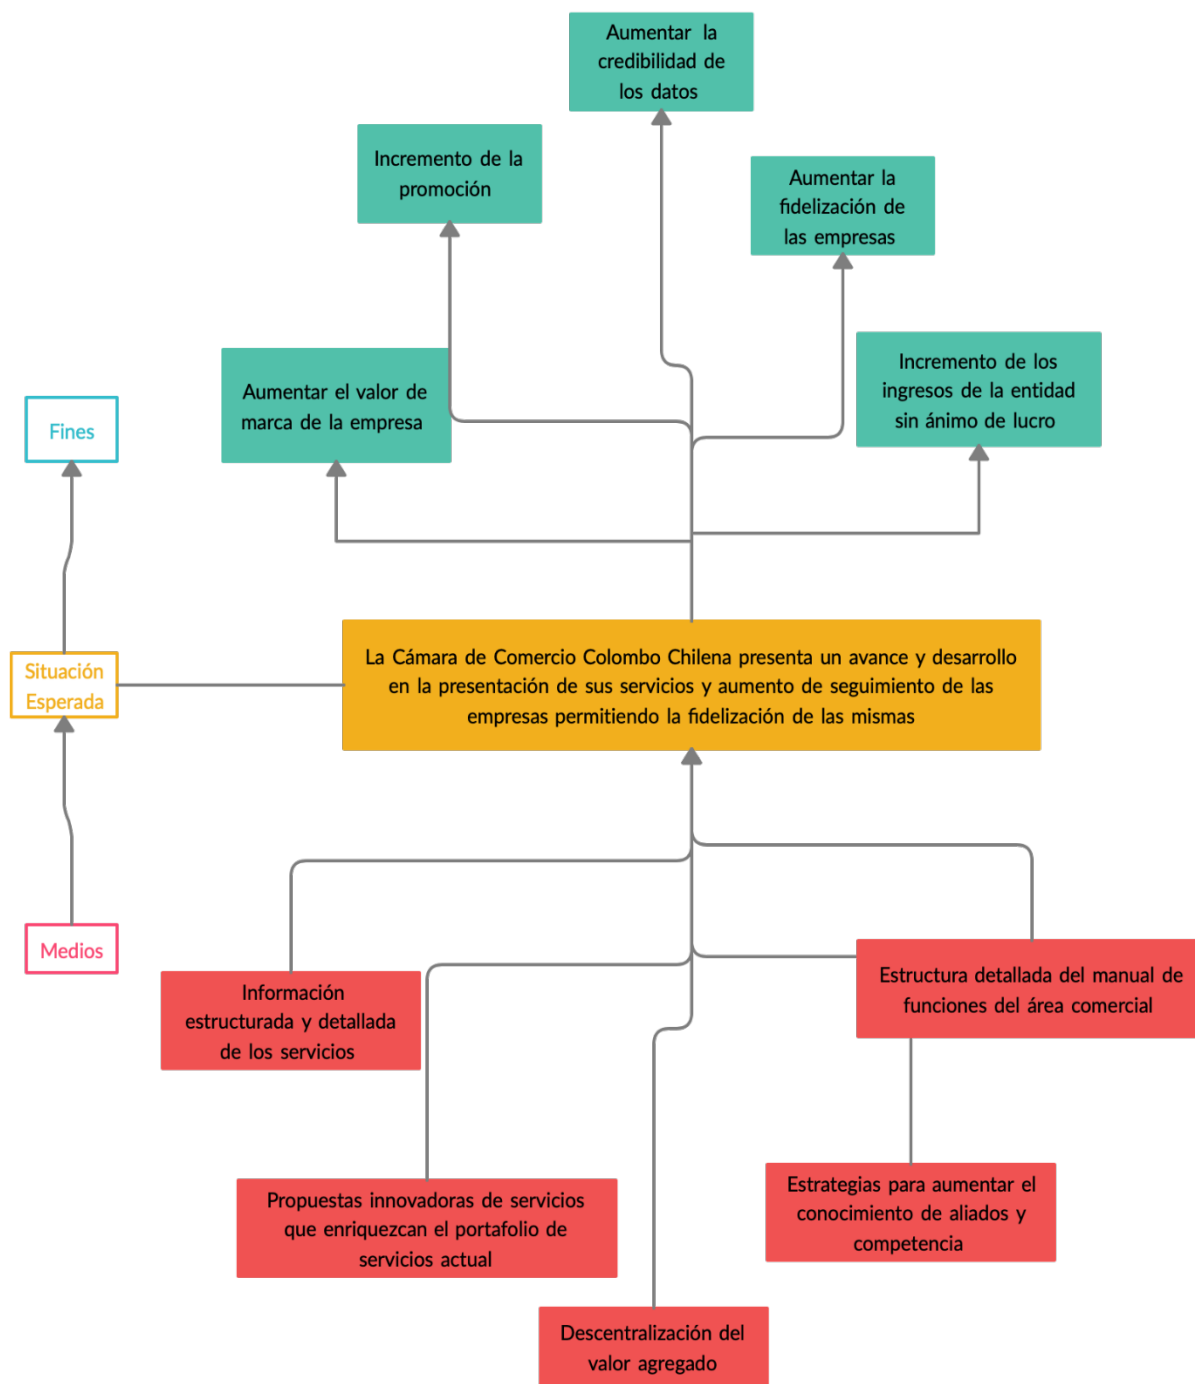 Aumentar la
credibilidad de
los datos
Incremento de la
promoción
Aumentar la
fidelización de
las empresas
Aumentar el valor de
marca de la empresa
Incremento de los
ingresos de la entidad
sin ánimo de lucro
Fines
Situación
Esperada
La Cámara de Comercio Colombo Chilena presenta un avance y desarrollo
en la presentación de sus servicios y aumento de seguimiento de las
empresas permitiendo la fidelización de las mismas
Medios
Información
estructurada y detallada
de los servicios
Estructura detallada del manual de
funciones del área comercial
Propuestas innovadoras de servicios
que enriquezcan el portafolio de
servicios actual
Estrategias para aumentar el
conocimiento de aliados y
competencia
Descentralización del
valor agregado